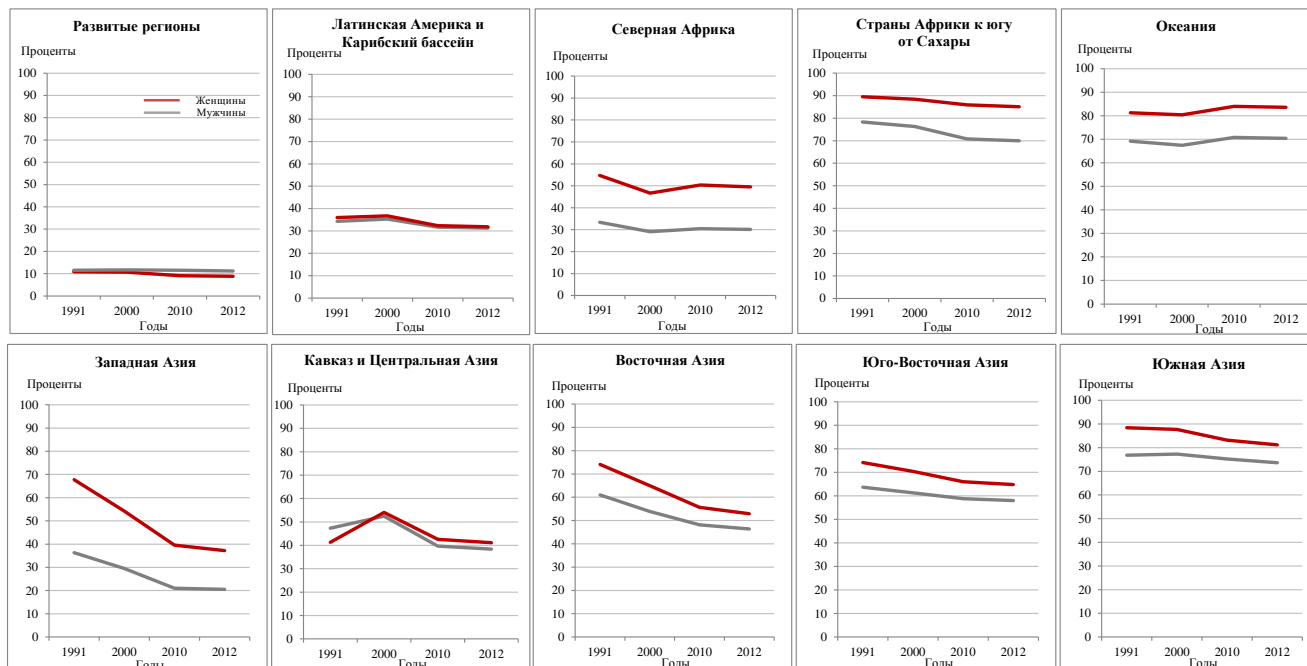 Развитые регионы
Проценты
100
90
80
70
60
50
40
30
20
10
0
Женщины
Мужчины
1991 2000 2010 2012
Годы
Латинская Америка и
Карибский бассейн
Проценты
100
90
80
70
60
50
40
30
20
10
0
1991 2000 2010 2012
Годы
Северная Африка
Проценты
100
90
80
70
60
50
40
30
20
10
0
1991 2000 2010 2012
Годы
Страны Африки к югу
от Сахары
Проценты
100
90
80
70
60
50
40
30
20
10
0
1991 2000 2010 2012
Годы
Океания
Проценты
100
90
80
70
60
50
40
30
20
10
0
1991 2000 2010 2012
Годы
Западная Азия
Проценты
100
90
80
70
60
50
40
30
20
10
0
1991 2000 2010 2012
Годы
Кавказ и Центральная Азия
Проценты
100
90
80
70
60
50
40
30
20
10
0
1991 2000 2010 2012
Годы
Восточная Азия
Проценты
100
90
80
70
60
50
40
30
20
10
0
1991 2000 2010 2012
Годы
Юго-Восточная Азия
Проценты
100
90
80
70
60
50
40
30
20
10
0
1991 2000 2010 2012
Годы
Южная Азия
Проценты
100
90
80
70
60
50
40
30
20
10
0
1991 2000 2010 2012
Годы